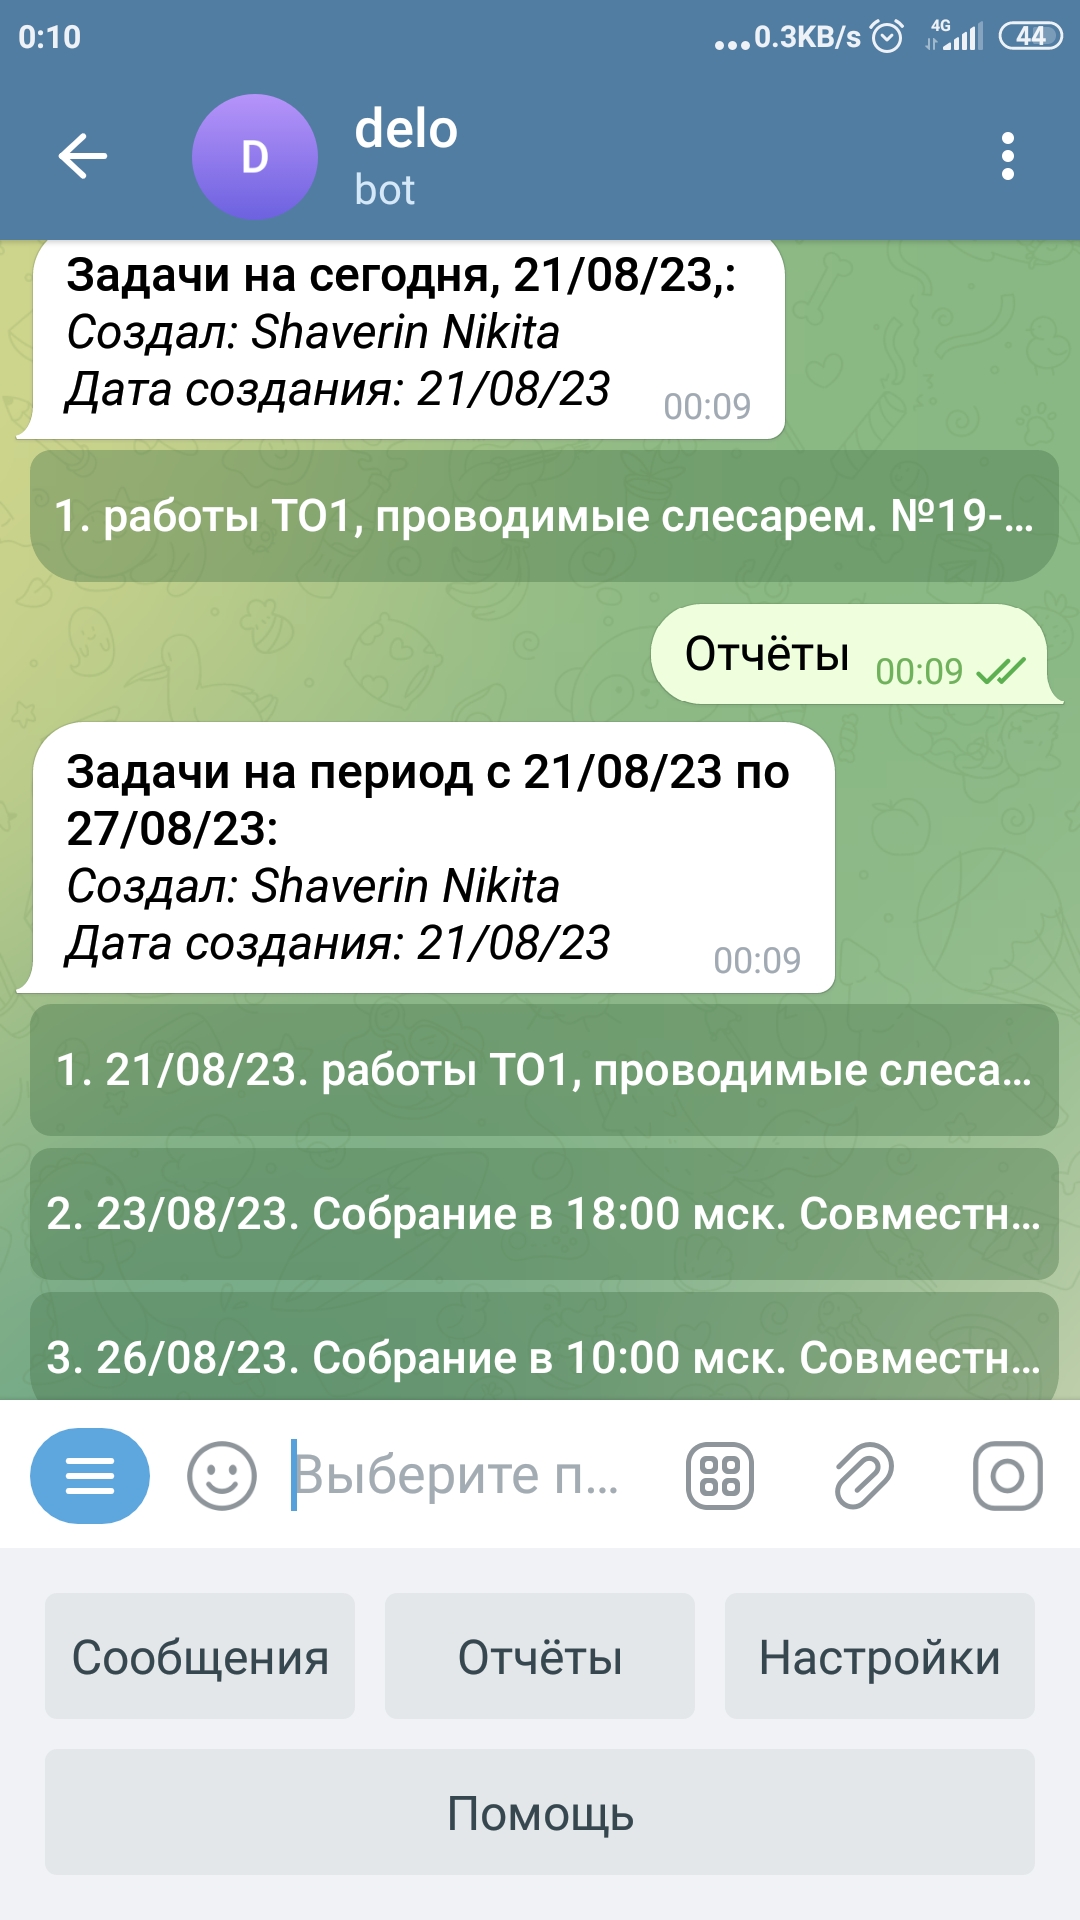 0:10
...0.3KB/s 4G 44
D
delo
bot
Задачи на сегодня, 21/08/23,:
Создал: Shaverin Nikita
Дата создания: 21/08/23 00:09
1. работы ТО1, проводимые слесарем. №19-...
Отчёты 00:09
Задачи на период с 21/08/23 по
27/08/23:
Создал: Shaverin Nikita
Дата создания: 21/08/23 00:09
1. 21/08/23. работы ТО1, проводимые слеса...
2. 23/08/23. Собрание в 18:00 мск. Совместн...
3. 26/08/23. Собрание в 10:00 мск. Совместн...
Выберите п...
Сообщения Отчёты Настройки
Помощь